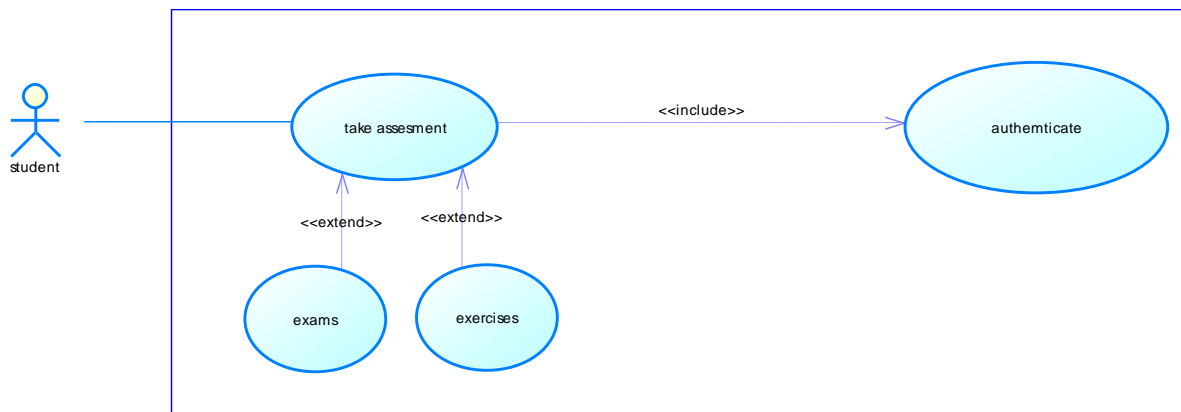 <<include>>
take assesment
authemticate
student
<<extend>>
<<extend>>
exams
exercises